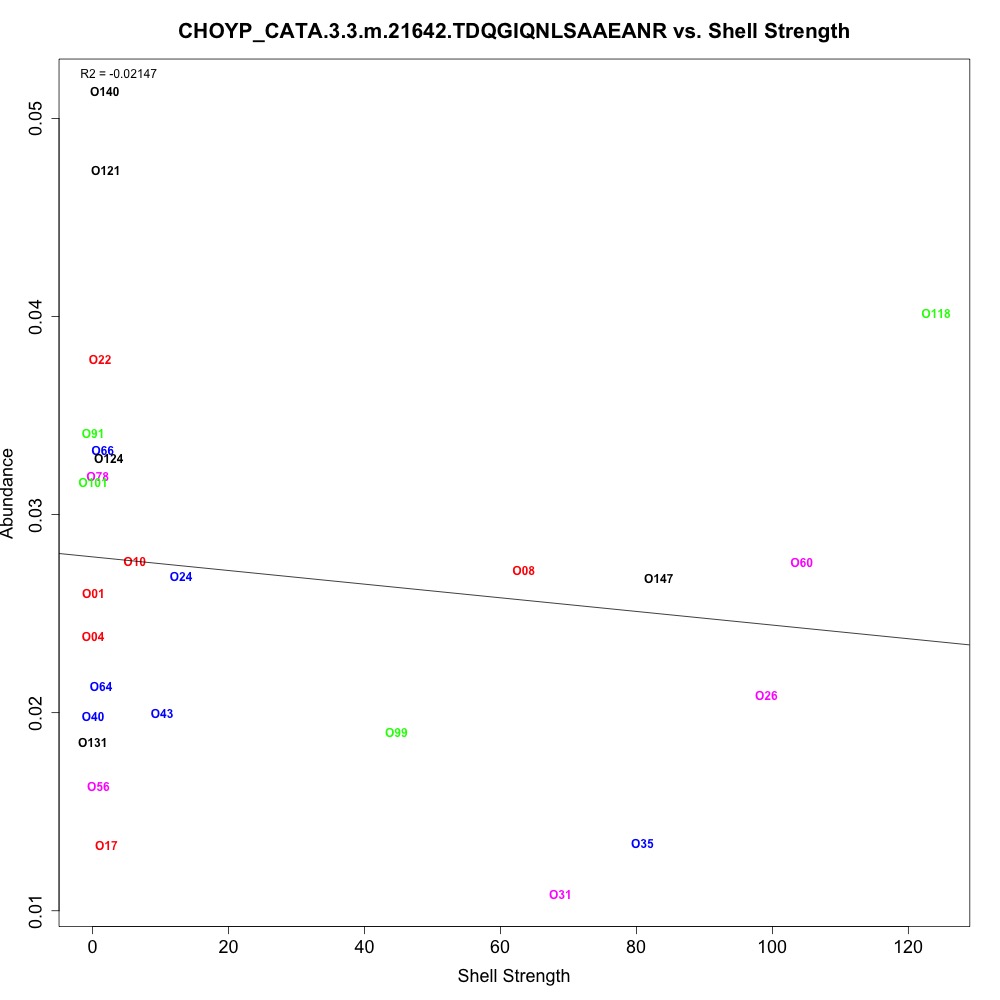 CHOYP_CATA.3.3.m.21642.TDQGIQNLSAAEANR vs. Shell Strength
R2 = -0.02147
O140
0.05
O121
O118
0.04
O22
O91
O66
O124
O78
O101
Abundance
0.03
O10
O60
O08
O24
O147
O01
O04
O64
O26
O43
0.02
O40
O99
O131
O56
O17
O35
O31
0.01
0 20 40 60 80 100 120
Shell Strength